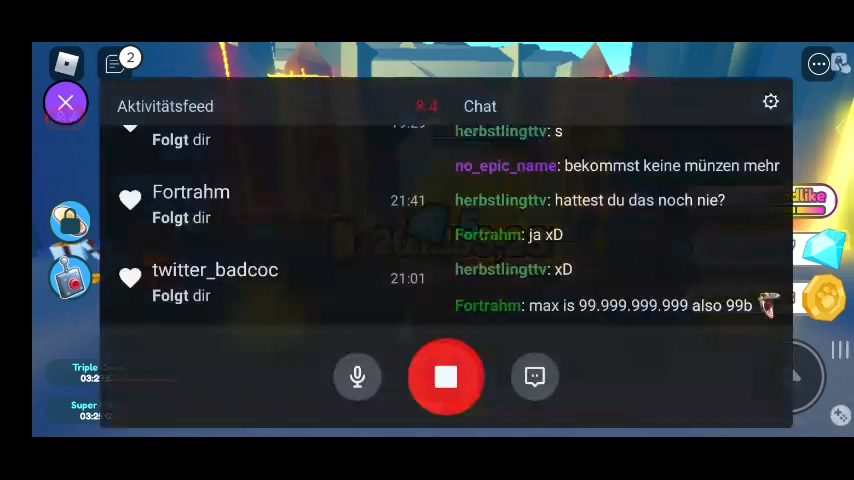 2
Aktivitätsfeed
4
Chat
Folgt dir
Fortrahm
21:41
Folgt dir
twitter_badcoc
21:01
Folgt dir
herbstlingttv: s
no_epic_name: bekommst keine münzen mehr
herbstlingttv: hattest du das noch nie?
Fortrahm: ja xD
herbstlingttv: xD
Fortrahm: max is 99.999.999.999 also 99b
Triple
Super